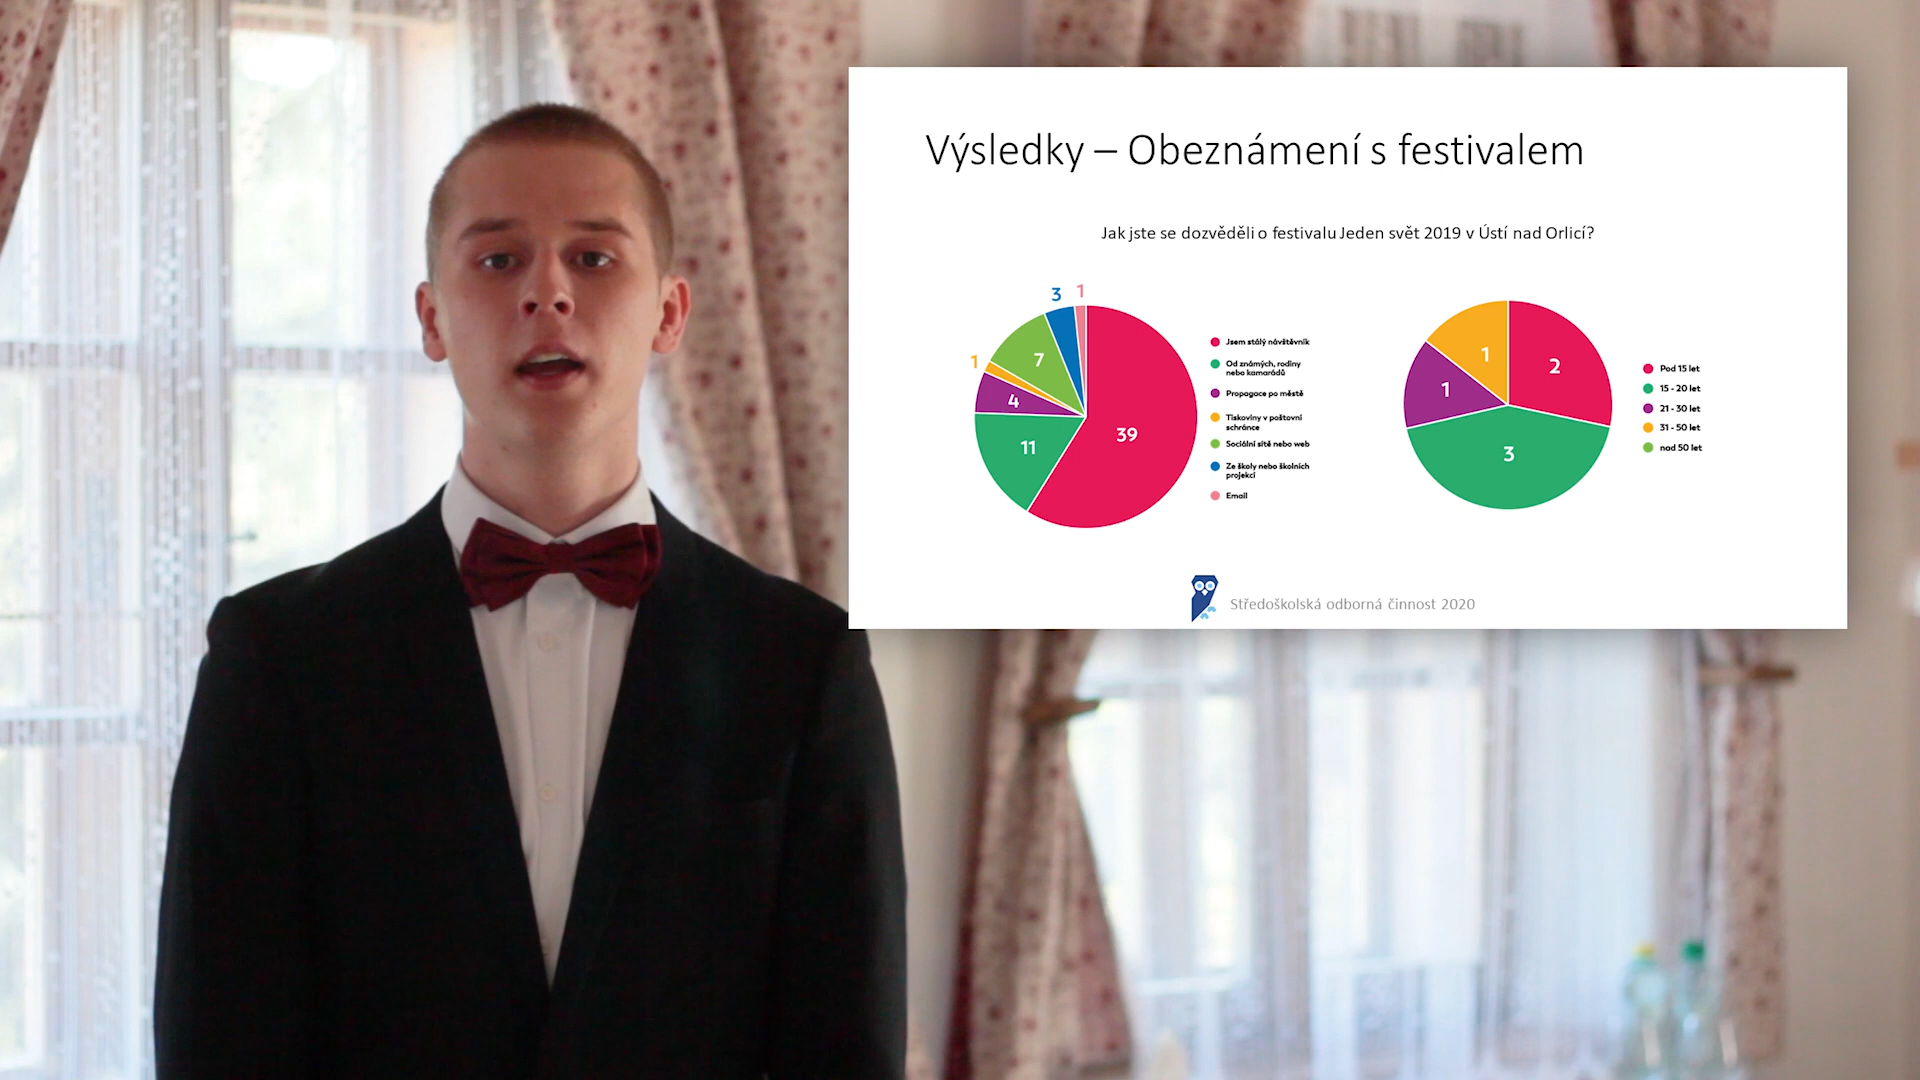 Výsledky – Obeznámení s festivalem
Jak jste se dozvěděli o festivalu Jeden svět 2019 v Ústí nad Orlicí?
3
1
1
7
4
11
39
Jsem stálý návštěvník
Od známých, rodiny
nebo kamarádů
Propagace po městě
Tiskoviny v poštovní
schránce
Sociální sítě nebo web
Ze školy nebo školních
projekcí
Email
1
2
1
3
Pod 15 let
15 - 20 let
21 - 30 let
31 - 50 let
nad 50 let
Středoškolská odborná činnost 2020